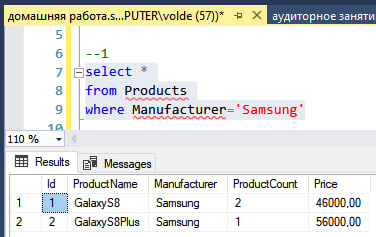 домашняя работа.s...PUTER\volde (57))*
аудиторное заняти
5
6 --1
7 select *
8 from Products
9 where Manufacturer='Samsung'
10
110 %
Results Messages
Id ProductName Manufacturer ProductCount Price
1 1 GalaxyS8 Samsung 2 46000,00
2 2 GalaxyS8Plus Samsung 1 56000,00